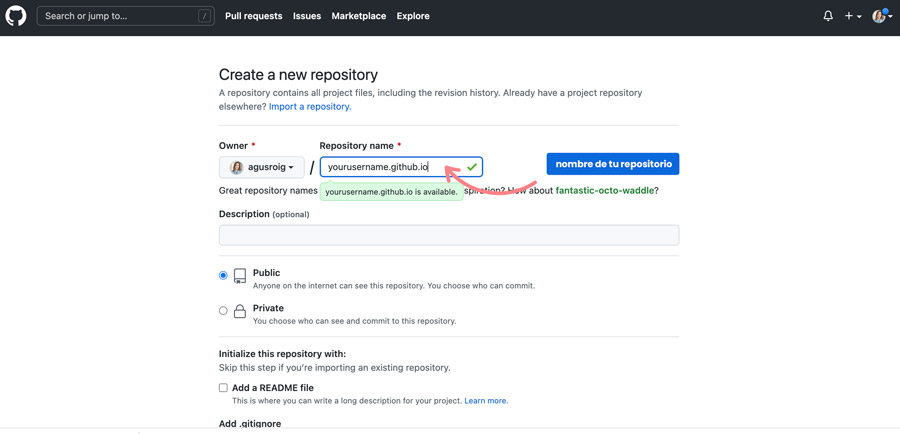 Search or jump to... / Pull requests Issues Marketplace Explore
Create a new repository
A repository contains all project files, including the revision history. Already have a project repository
elsewhere? Import a repository.
Owner * Repository name *
agusroig / yourusername.github.io nombre de tu repositorio
Great repository names spiration? How about fantastic-octo-waddle?
yourusername.github.io is available.
Description (optional)
Public
Anyone on the internet can see this repository. You choose who can commit.
Private
You choose who can see and commit to this repository.
Initialize this repository with:
Skip this step if you're importing an existing repository.
Add a README file
This is where you can write a long description for your project. Learn more.
Add .gitignore